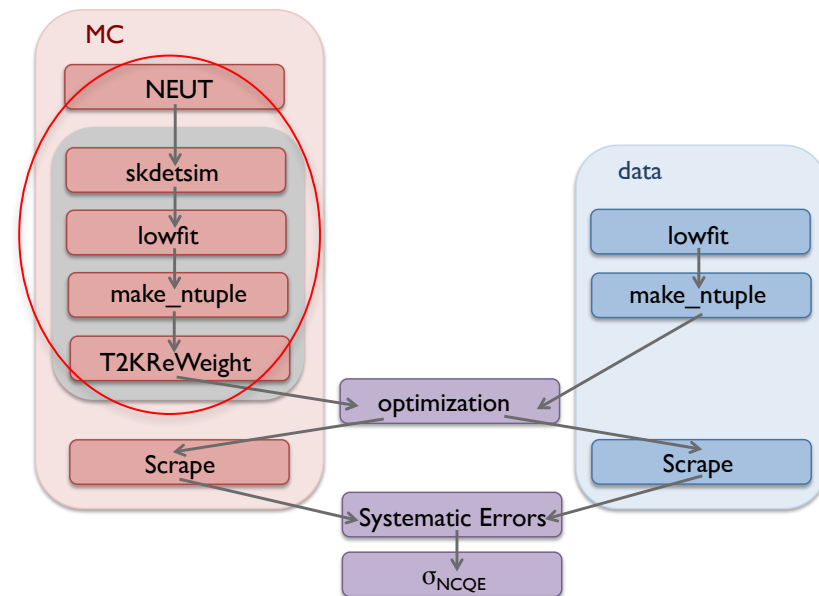 MC
NEUT
skdetsim
lowfit
make_ntuple
T2KReWeight
Scrape
data
lowfit
make_ntuple
Scrape
optimization
Systematic Errors
σNCQE